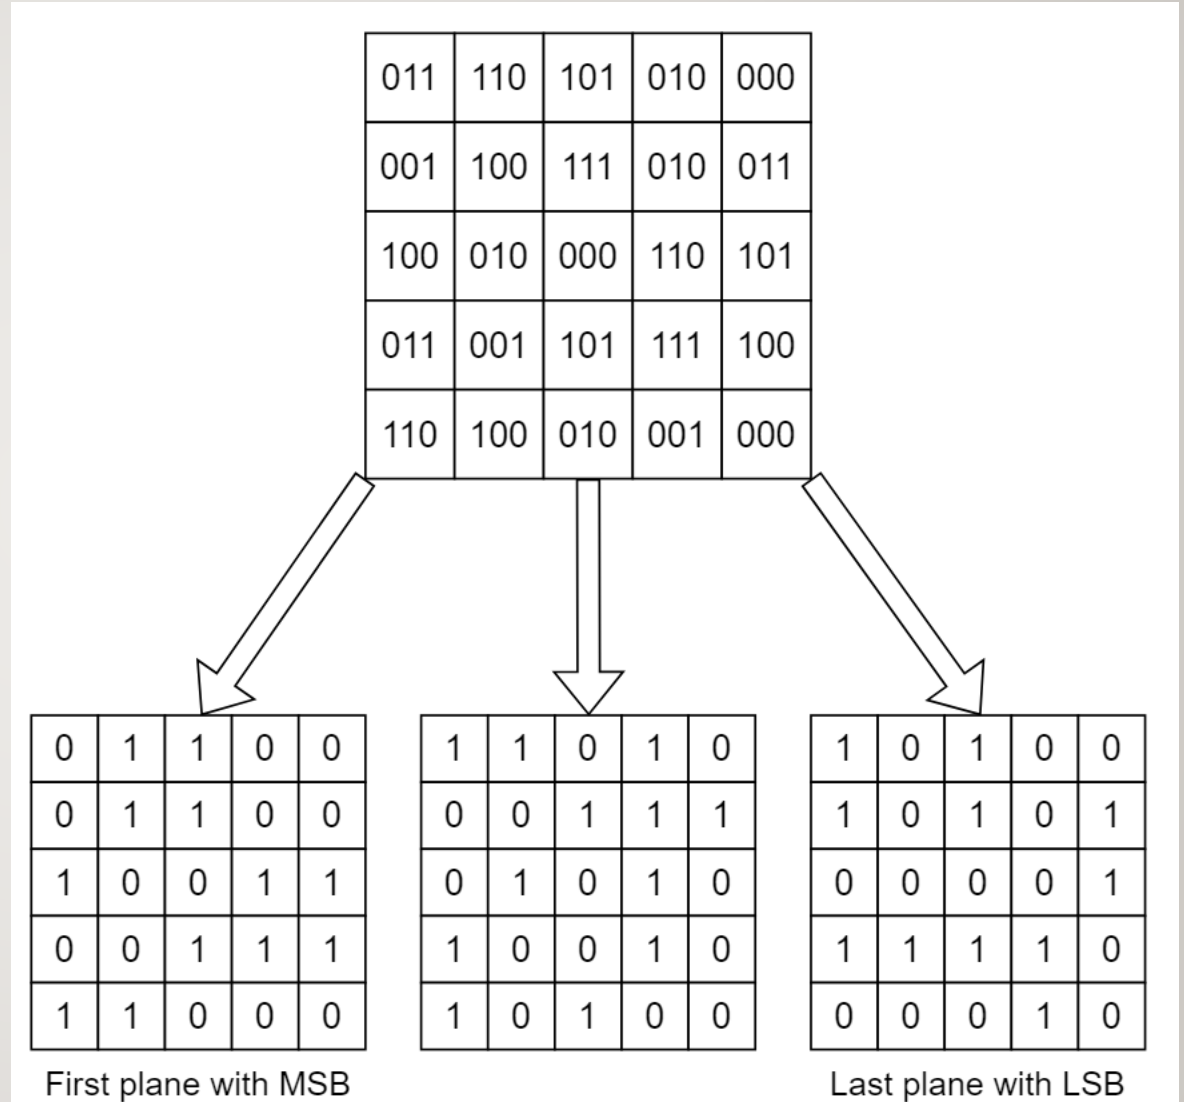 011 110 101 010 000
001 100 111 010 011
100 010 000 110 101
011 001 101 111 100
110 100 010 001 000
0 1 1 0 0
0 1 1 0 0
1 0 0 1 1
0 0 1 1 1
1 1 0 0 0
1 1 0 1 0
0 0 1 1 1
0 1 0 1 0
1 0 0 1 0
1 0 1 0 0
1 0 1 0 0
1 0 1 0 1
0 0 0 0 1
1 1 1 1 0
0 0 0 1 0
First plane with MSB
Last plane with LSB